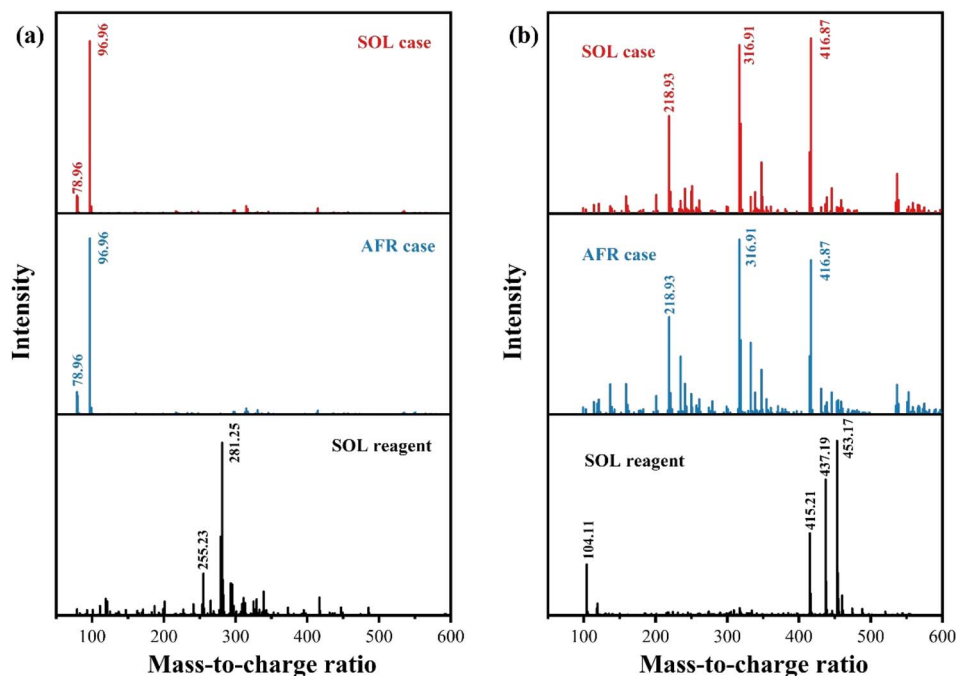 (a)
SOL case
96.96
78.96
AFR case
96.96
78.96
SOL reagent
281.25
255.23
Intensity
100
200
300
400
500
600
Mass-to-charge ratio
(b)
SOL case
218.93
316.91
416.87
AFR case
218.93
316.91
416.87
SOL reagent
104.11
415.21
437.19
453.17
Intensity
100
200
300
400
500
600
Mass-to-charge ratio